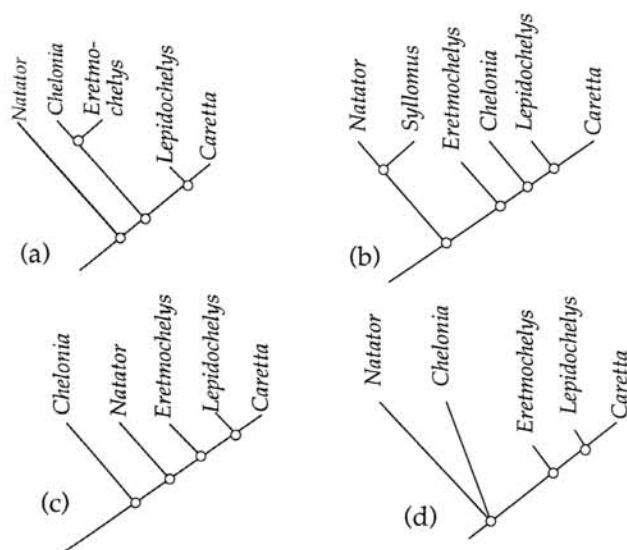 Natator
Chelonia
Eretmo-
chelys
Lepidochelys
Caretta
(a)
Natator
Syllomus
Eretmochelys
Chelonia
Lepidochelys
Caretta
(b)
Chelonia
Natator
Eretmochelys
Lepidochelys
Caretta
(c)
Natator
Chelonia
Eretmochelys
Lepidochelys
Caretta
(d)